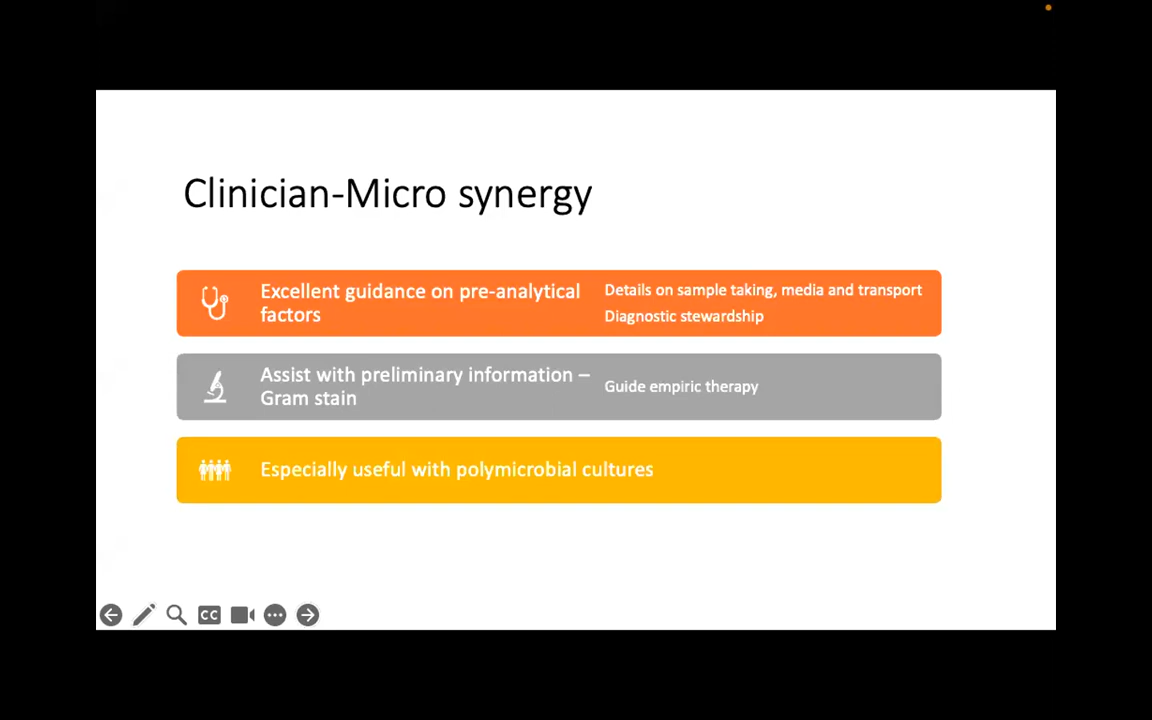 Clinician-Micro synergy
Excellent guidance on pre-analytical
factors
Details on sample taking, media and transport
Diagnostic stewardship
Assist with preliminary information –
Gram stain
Guide empiric therapy
Especially useful with polymicrobial cultures
CC